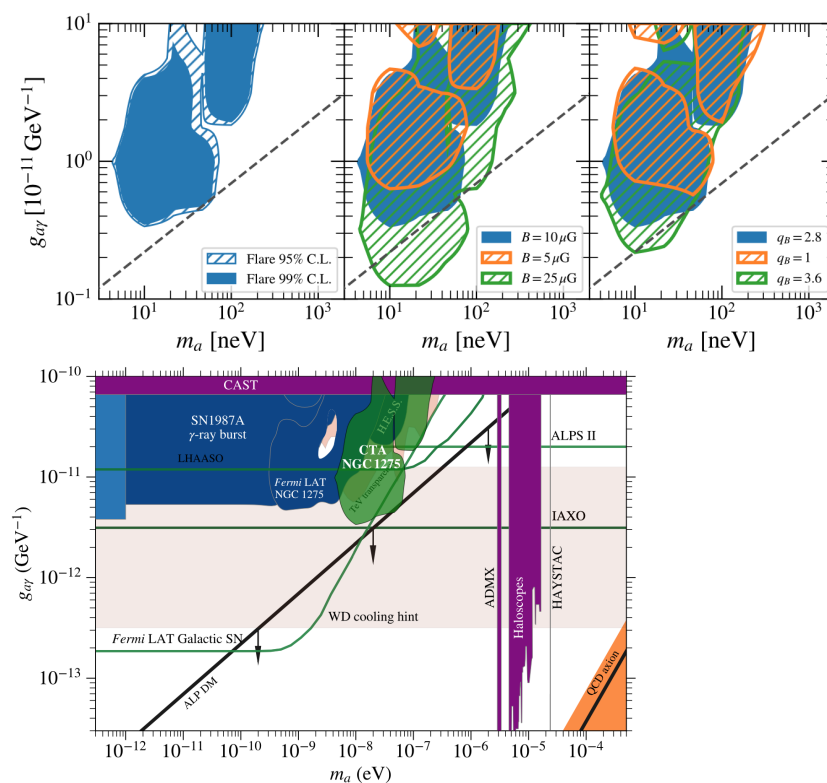 10¹
10⁰
10⁻¹
g_aγ [10⁻¹¹ GeV⁻¹]
Flare 95% C.L.
Flare 99% C.L.
10¹ 10² 10³
m_a [neV]
B = 10 μG
B = 5 μG
B = 25 μG
10¹ 10² 10³
m_a [neV]
q_B = 2.8
q_B = 1
q_B = 3.6
10¹ 10² 10³
m_a [neV]
10⁻¹⁰
10⁻¹¹
10⁻¹²
10⁻¹³
g_aγ (GeV⁻¹)
CAST
SN1987A
γ-ray burst
H.E.S.S.
CTA
NGC 1275
ALPS II
LHAASO
Fermi LAT
NGC 1275
TeV transparency
IAXO
ADMX
Haloscopes
HAYSTAC
WD cooling hint
Fermi LAT Galactic SN
ALP DM
QCD axion
10⁻¹² 10⁻¹¹ 10⁻¹⁰ 10⁻⁹ 10⁻⁸ 10⁻⁷ 10⁻⁶ 10⁻⁵ 10⁻⁴
m_a (eV)